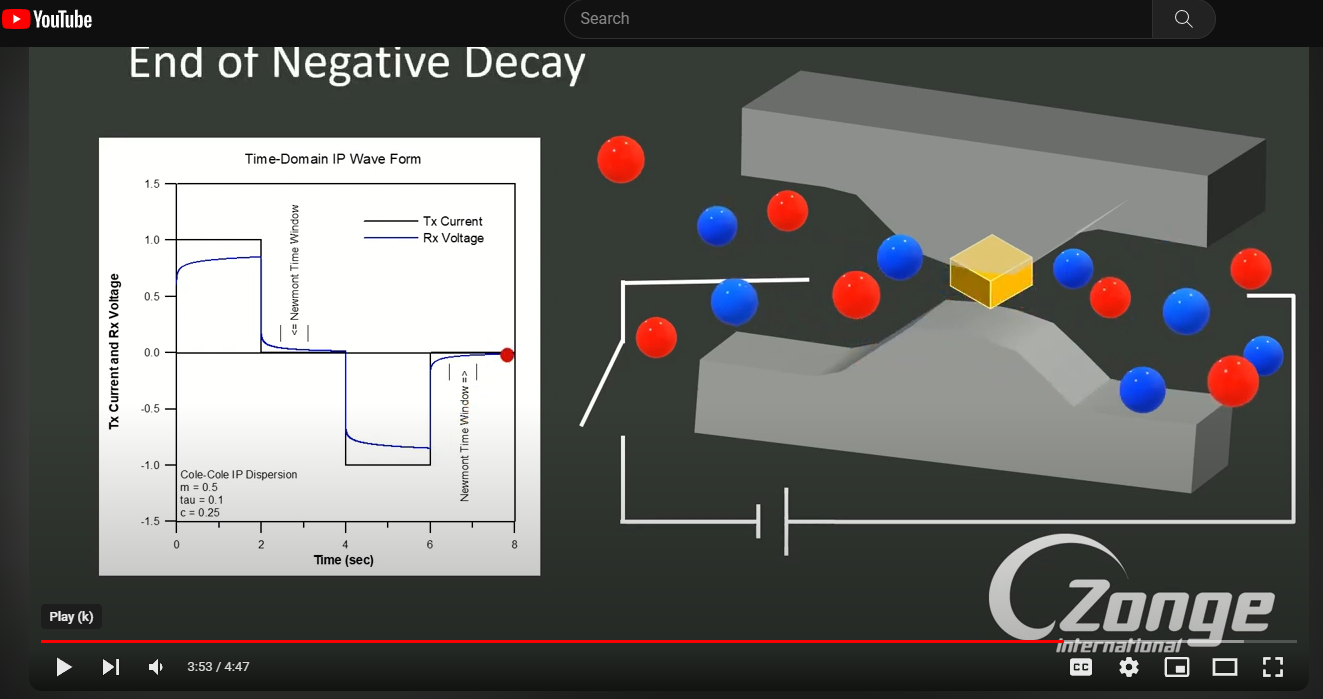 YouTube
Search
End of Negative Decay
Time-Domain IP Wave Form
Tx Current
Rx Voltage
<= Newmont Time Window
Newmont Time Window =>
Tx Current and Rx Voltage
1.5
1.0
0.5
0.0
-0.5
-1.0
-1.5
Cole-Cole IP Dispersion
m = 0.5
tau = 0.1
c = 0.25
0 2 4 6 8
Time (sec)
Zonge
international
Play (k)
3:53 / 4:47
CC